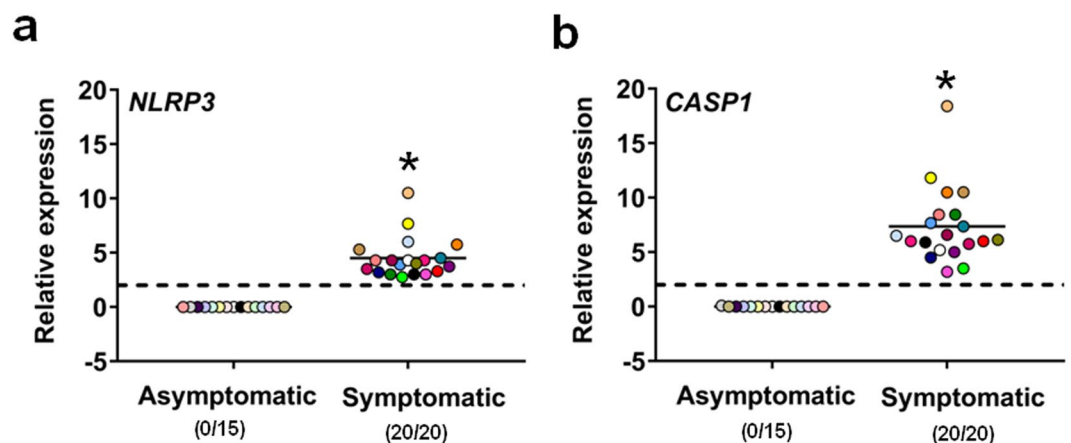 a
NLRP3
*
Relative expression
20
15
10
5
0
-5
Asymptomatic
(0/15)
Symptomatic
(20/20)
b
CASP1
*
Relative expression
20
15
10
5
0
-5
Asymptomatic
(0/15)
Symptomatic
(20/20)